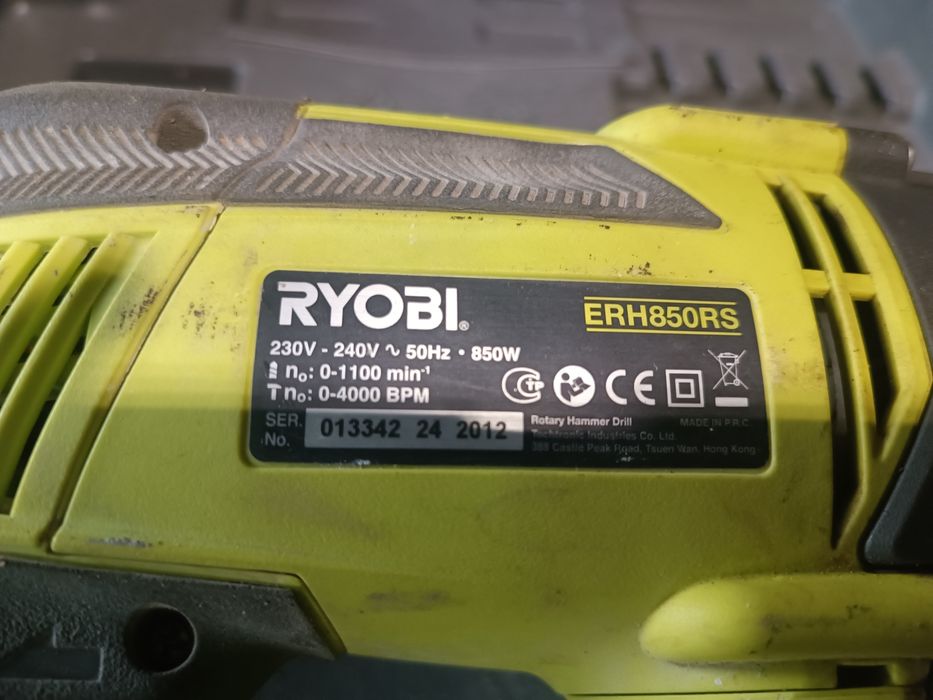 RYOBI®
ERH850RS
230V - 240V ∿ 50Hz • 850W
n₀: 0-1100 min⁻¹
T n₀: 0-4000 BPM
SER. No. 013342 24 2012
Rotary Hammer Drill MADE IN P.R.C.
Techtronic Industries Co. Ltd.
388 Castle Peak Road, Tsuen Wan, Hong Kong